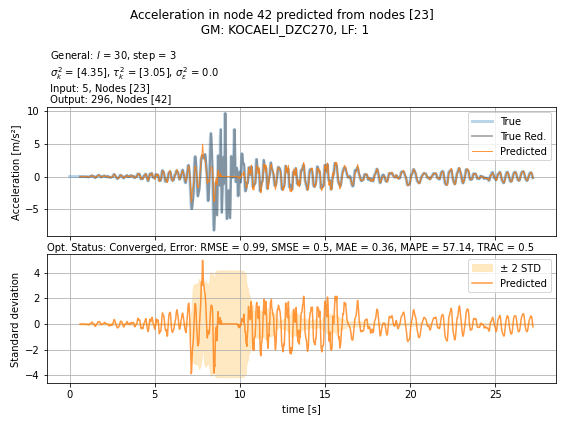 Acceleration in node 42 predicted from nodes [23]
GM: KOCAELI_DZC270, LF: 1
General: l = 30, step = 3
σ²ₖ = [4.35], τ²ₖ = [3.05], σ²ε = 0.0
Input: 5, Nodes [23]
Output: 296, Nodes [42]
Acceleration [m/s²]
10
5
0
−5
True
True Red.
Predicted
Opt. Status: Converged, Error: RMSE = 0.99, SMSE = 0.5, MAE = 0.36, MAPE = 57.14, TRAC = 0.5
Standard deviation
4
2
0
−2
−4
± 2 STD
Predicted
0 5 10 15 20 25
time [s]